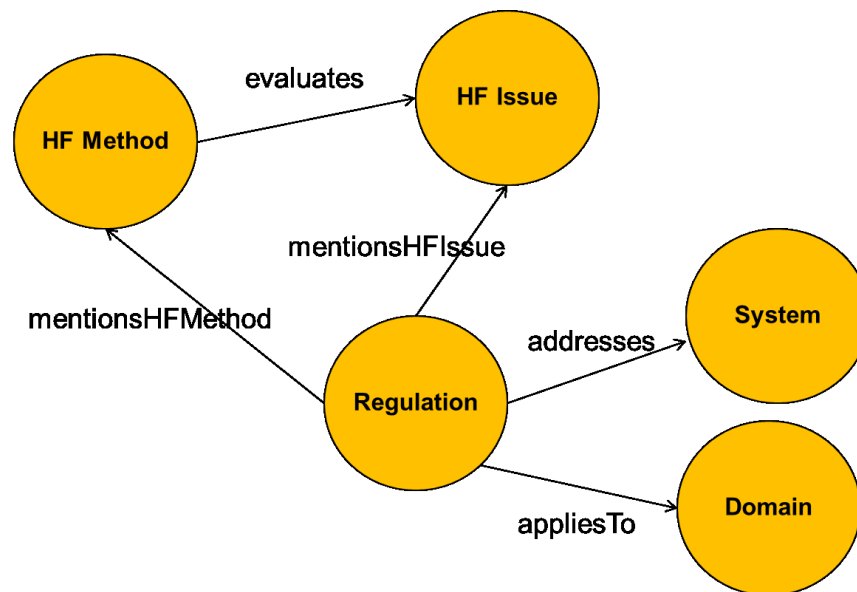 evaluates
HF Issue
HF Method
mentionsHFIssue
mentionsHFMethod
System
addresses
Regulation
Domain
appliesTo